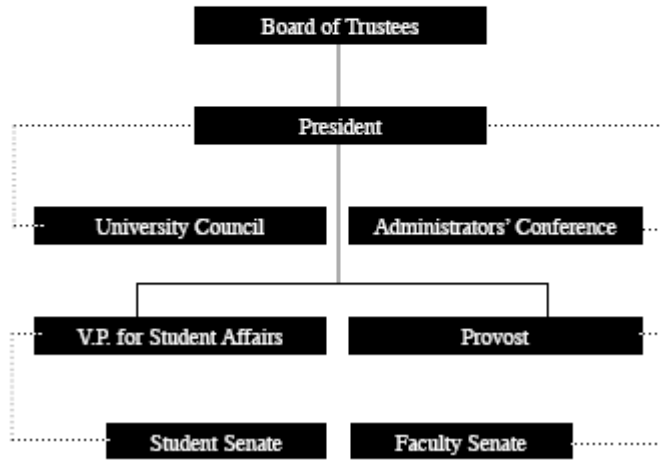 Board of Trustees
President
University Council
Administrators' Conference
V.P. for Student Affairs
Provost
Student Senate
Faculty Senate